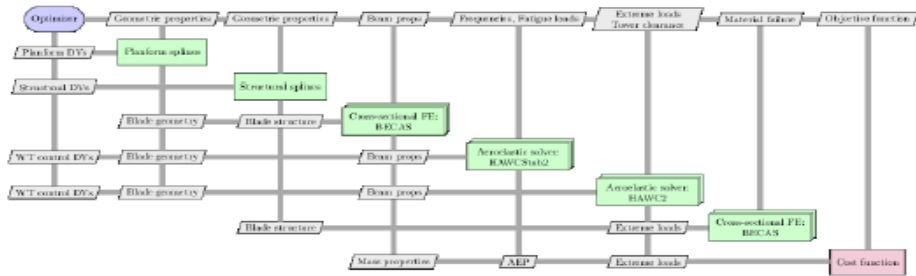 Optimizer
Geometric properties
Geometric properties
Beam props
Frequencies, Fatigue loads
Extreme loads
Tower clearance
Material failure
Objective function
Planform DVs
Planform splines
Structural DVs
Structural splines
Blade geometry
Blade structure
Cross-sectional FE:
BECAS
WT control DVs
Blade geometry
Beam props
Aeroelastic solver:
HAWCStab2
WT control DVs
Blade geometry
Beam props
Aeroelastic solver:
HAWC2
Blade structure
Extreme loads
Cross-sectional FE:
BECAS
Mass properties
AEP
Extreme loads
Cost function